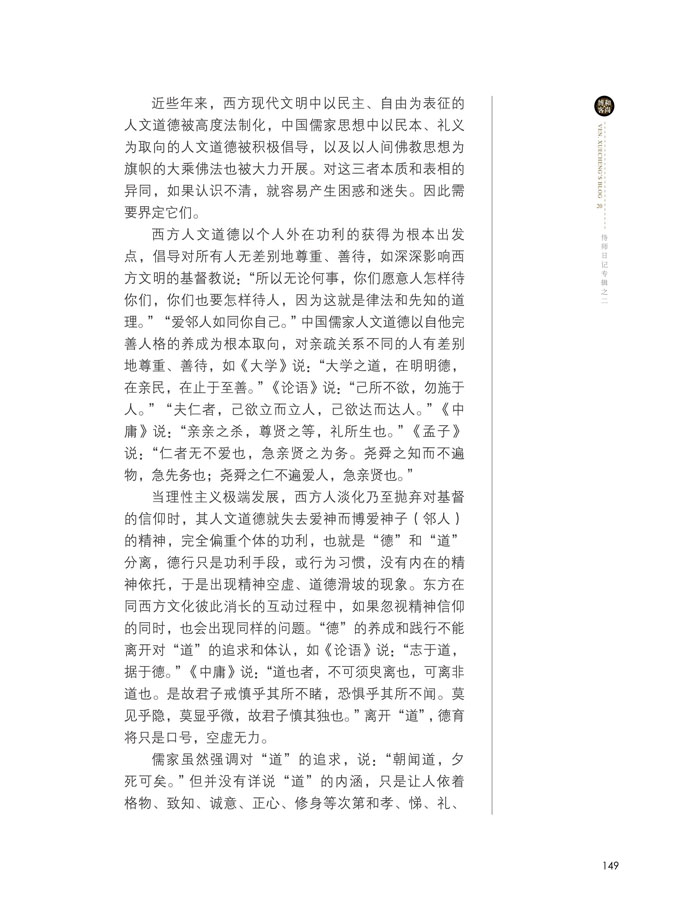 近些年来，西方现代文明中以民主、自由为表征的
人文道德被高度法制化，中国儒家思想中以民本、礼义
为取向的人文道德被积极倡导，以及以人间佛教思想为
旗帜的大乘佛法也被大力开展。对这三者本质和表相的
异同，如果认识不清，就容易产生困惑和迷失。因此需
要界定它们。
西方人文道德以个人外在功利的获得为根本出发
点，倡导对所有人无差别地尊重、善待，如深深影响西
方文明的基督教说：“所以无论何事，你们愿意人怎样待
你们，你们也要怎样待人，因为这就是律法和先知的道
理。”“爱邻人如同你自己。”中国儒家人文道德以自他完
善人格的养成为根本取向，对亲疏关系不同的人有差别
地尊重、善待，如《大学》说：“大学之道，在明明德，
在亲民，在止于至善。”《论语》说：“己所不欲，勿施于
人。”“夫仁者，己欲立而立人，己欲达而达人。”《中
庸》说：“亲亲之杀，尊贤之等，礼所生也。”《孟子》
说：“仁者无不爱也，急亲贤之为务。尧舜之知而不遍
物，急先务也；尧舜之仁不遍爱人，急亲贤也。”
当理性主义极端发展，西方人淡化乃至抛弃对基督
的信仰时，其人文道德就失去爱神而博爱神子（邻人）
的精神，完全偏重个体的功利，也就是“德”和“道”
分离，德行只是功利手段，或行为习惯，没有内在的精
神依托，于是出现精神空虚、道德滑坡的现象。东方在
同西方文化彼此消长的互动过程中，如果忽视精神信仰
的同时，也会出现同样的问题。“德”的养成和践行不能
离开对“道”的追求和体认，如《论语》说：“志于道，
据于德。”《中庸》说：“道也者，不可须臾离也，可离非
道也。是故君子戒慎乎其所不睹，恐惧乎其所不闻。莫
见乎隐，莫显乎微，故君子慎其独也。”离开“道”，德育
将只是口号，空虚无力。
儒家虽然强调对“道”的追求，说：“朝闻道，夕
死可矣。”但并没有详说“道”的内涵，只是让人依着
格物、致知、诚意、正心、修身等次第和孝、悌、礼、
和尚
博客
VEN. XUECHENG'S BLOG
悟师日记专辑之二
149